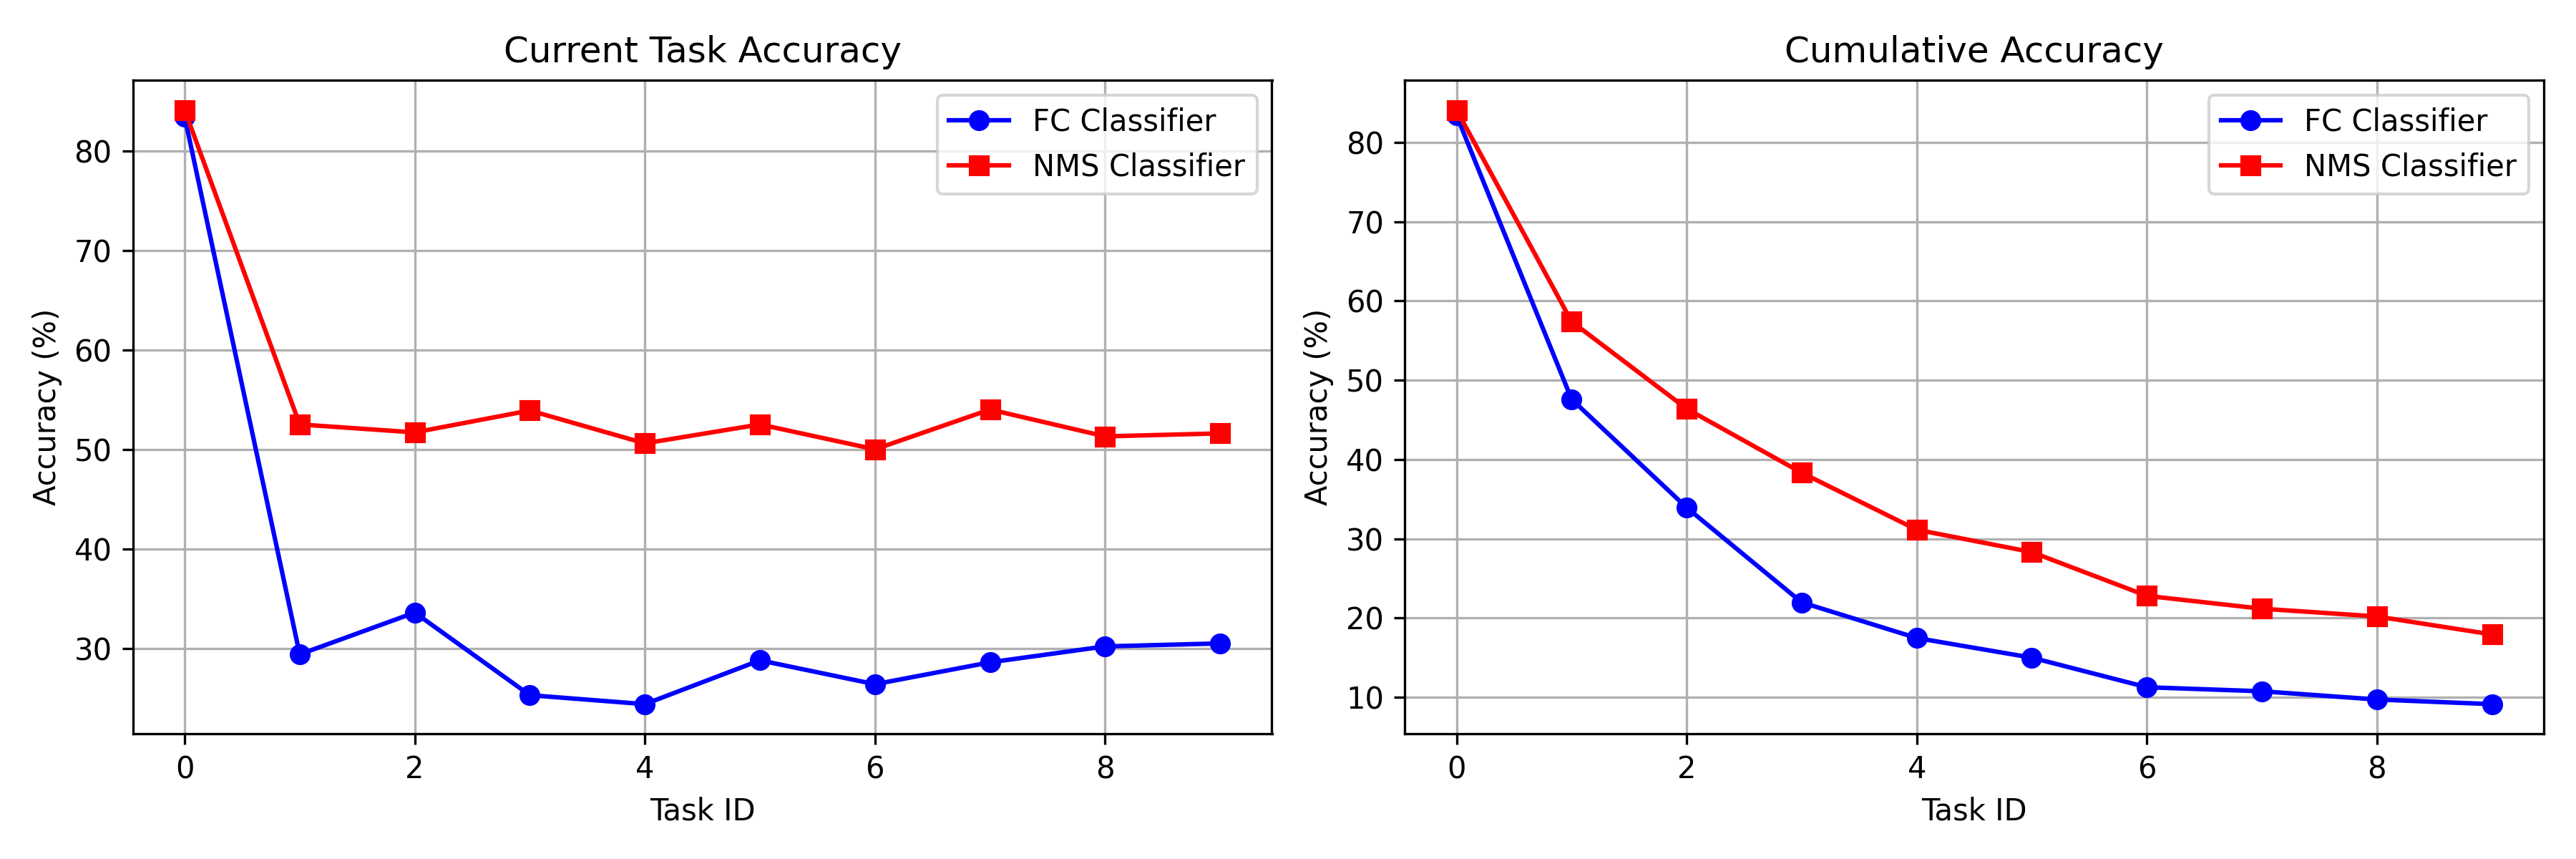 Current Task Accuracy
Accuracy (%)
80
70
60
50
40
30
0 2 4 6 8
Task ID
FC Classifier
NMS Classifier
Cumulative Accuracy
Accuracy (%)
80
70
60
50
40
30
20
10
0 2 4 6 8
Task ID
FC Classifier
NMS Classifier